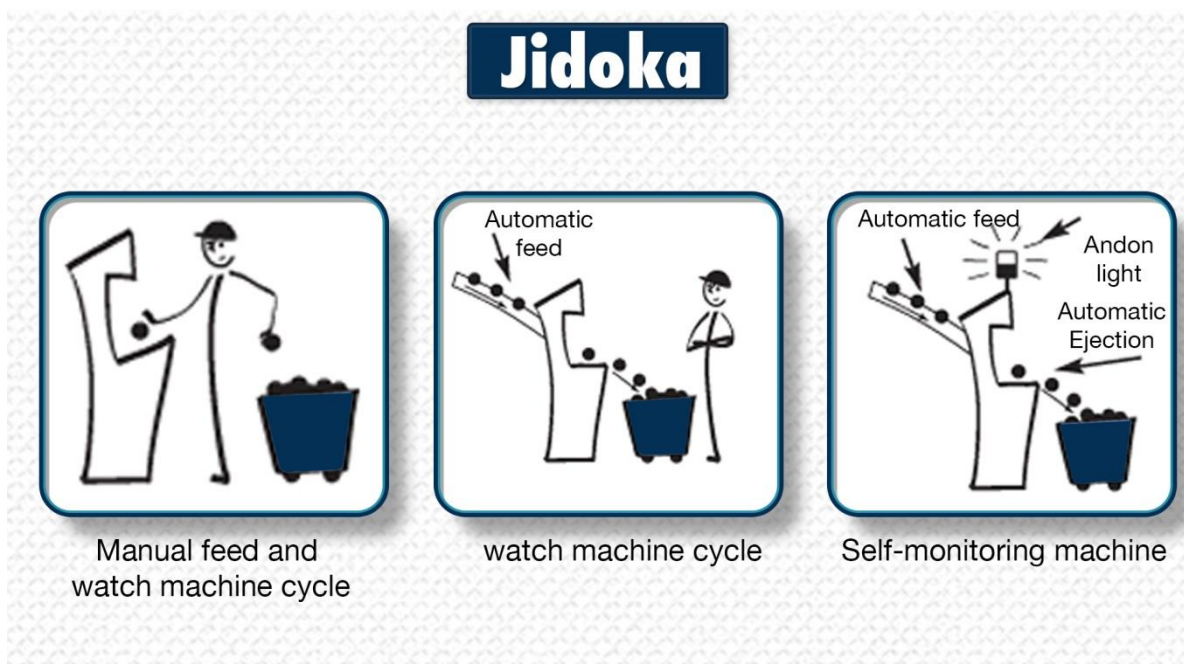 Jidoka
Automatic
feed
Automatic feed
Andon
light
Automatic
Ejection
Manual feed and
watch machine cycle
watch machine cycle
Self-monitoring machine